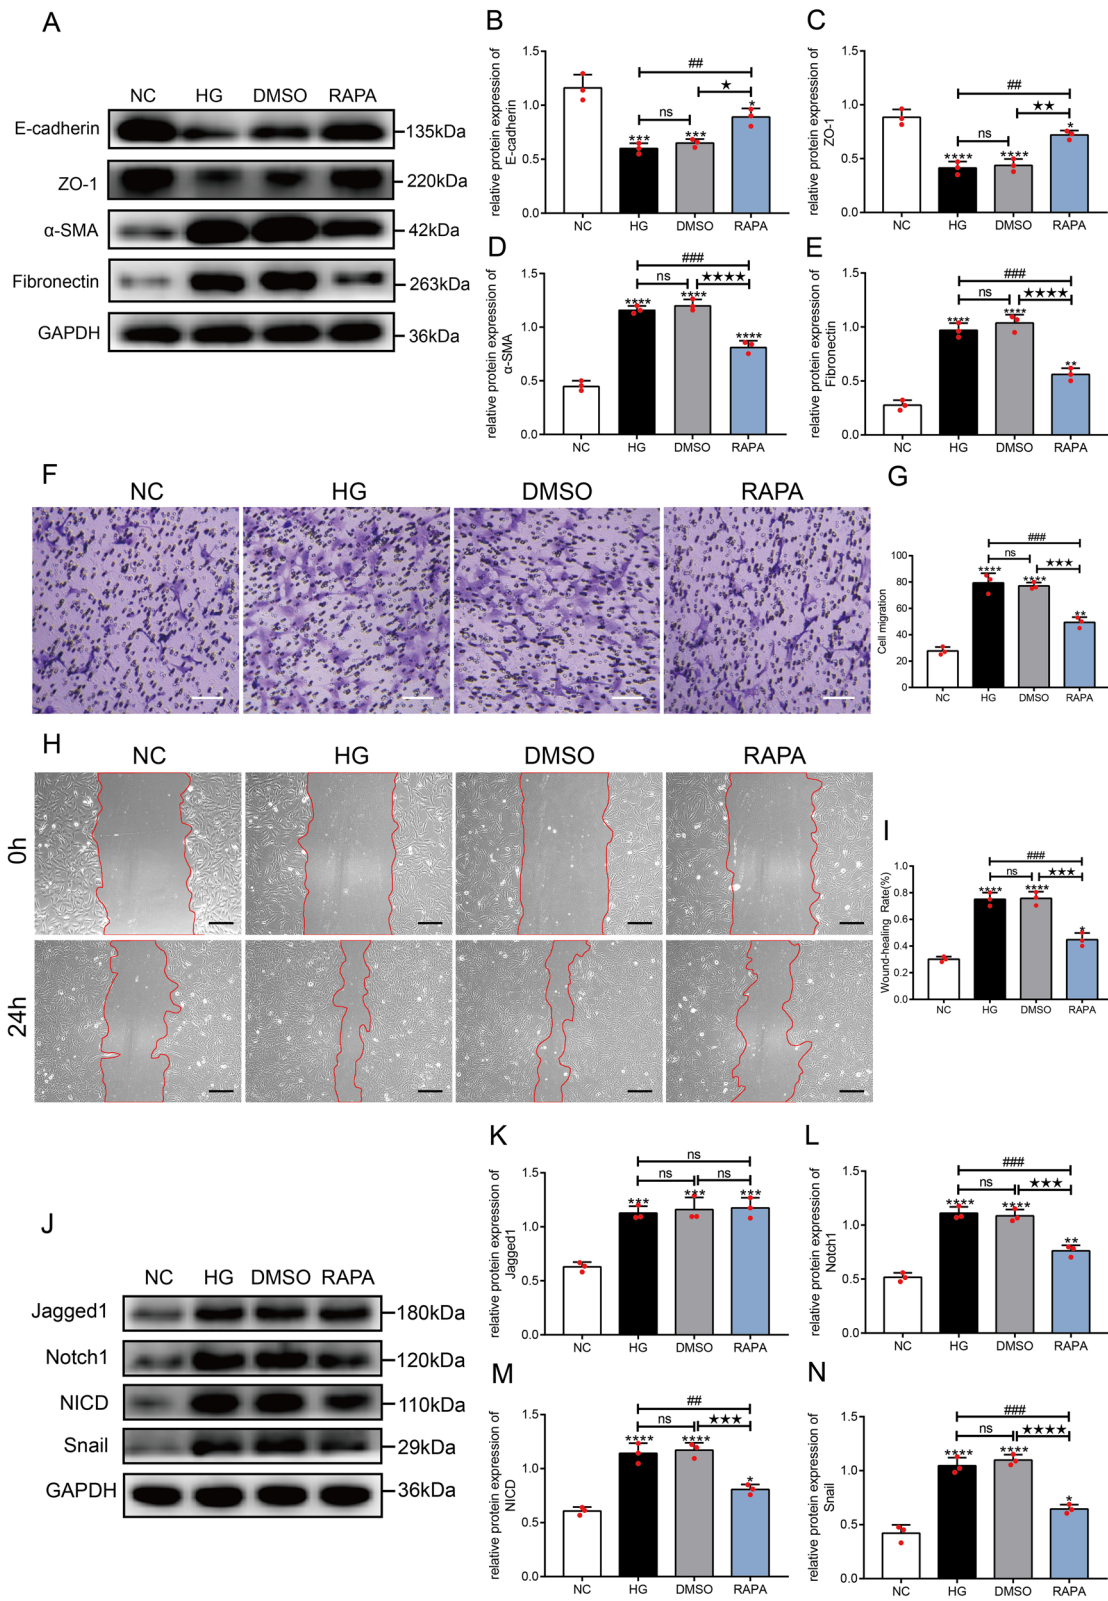 A
NC HG DMSO RAPA
E-cadherin 135kDa
ZO-1 220kDa
α-SMA 42kDa
Fibronectin 263kDa
GAPDH 36kDa
B
relative protein expression of
E-cadherin
1.5
1.0
0.5
0.0
##
★
ns
*** *** *
NC HG DMSO RAPA
C
relative protein expression of
ZO-1
1.5
1.0
0.5
0.0
##
★★
ns
**** **** *
NC HG DMSO RAPA
D
relative protein expression of
α-SMA
1.5
1.0
0.5
0.0
###
ns ★★★★
**** **** ****
NC HG DMSO RAPA
E
relative protein expression of
Fibronectin
1.5
1.0
0.5
0.0
###
ns ★★★★
**** **** **
NC HG DMSO RAPA
F
NC HG DMSO RAPA
G
Cell migration
100
80
60
40
20
0
###
ns
★★★
**** **** **
NC HG DMSO RAPA
H
NC HG DMSO RAPA
0h
24h
I
Wound-healing Rate(%)
1.0
0.8
0.6
0.4
0.2
0.0
###
ns ★★★
**** **** *
NC HG DMSO RAPA
J
NC HG DMSO RAPA
Jagged1 180kDa
Notch1 120kDa
NICD 110kDa
Snail 29kDa
GAPDH 36kDa
K
relative protein expression of
Jagged1
1.5
1.0
0.5
0.0
ns
ns ns
*** *** ***
NC HG DMSO RAPA
L
relative protein expression of
Notch1
1.5
1.0
0.5
0.0
###
ns ★★★
**** **** **
NC HG DMSO RAPA
M
relative protein expression of
NICD
1.5
1.0
0.5
0.0
##
ns ★★★
**** **** *
NC HG DMSO RAPA
N
relative protein expression of
Snail
1.5
1.0
0.5
0.0
###
ns ★★★★
**** **** *
NC HG DMSO RAPA